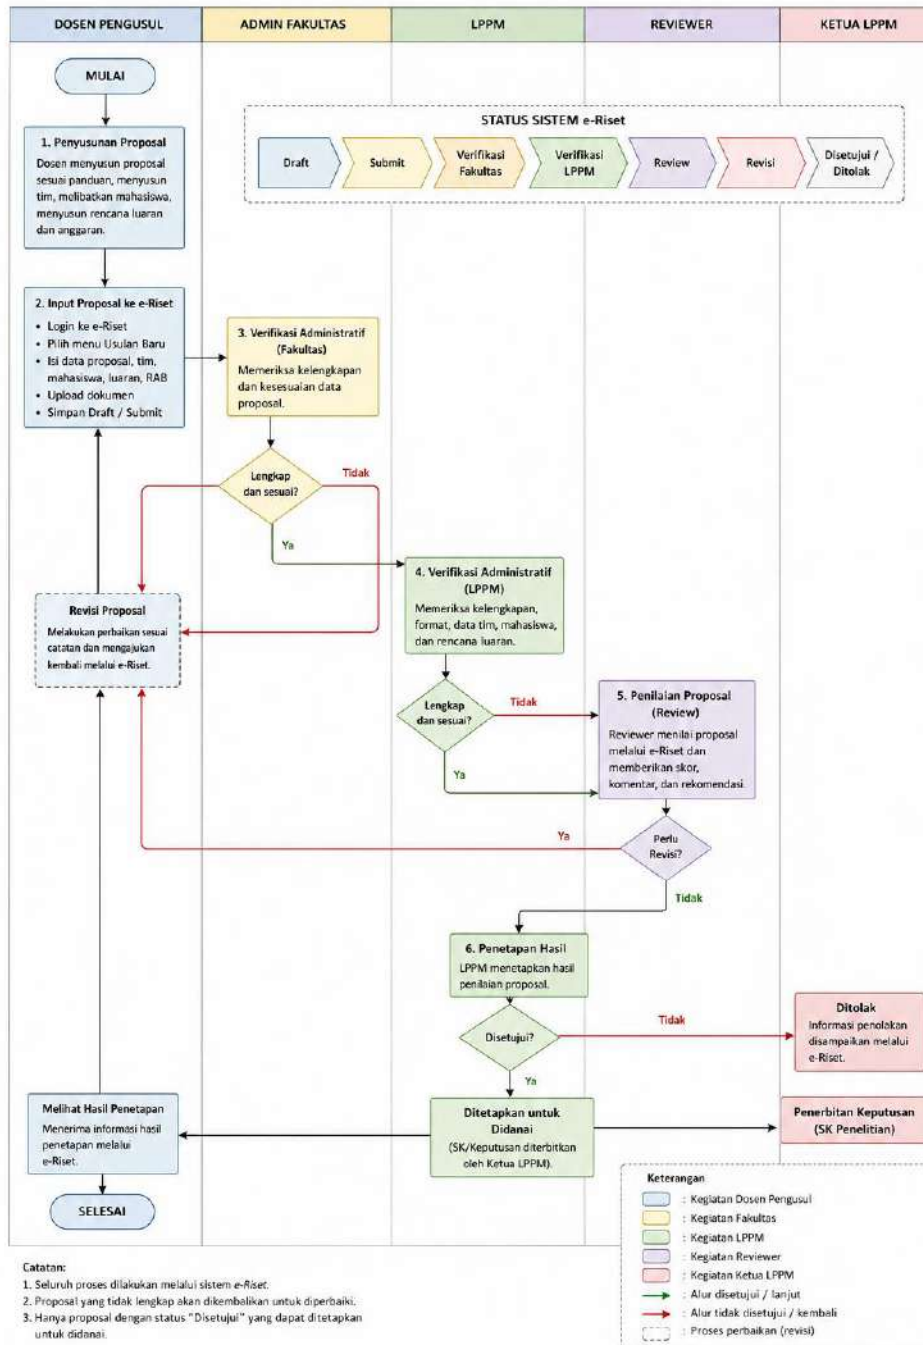 DOSEN PENGUSUL
ADMIN FAKULTAS
LPPM
REVIEWER
KETUA LPPM
MULAI
STATUS SISTEM e-Riset
Draft
Submit
Verifikasi
Fakultas
Verifikasi
LPPM
Review
Revisi
Disetujui /
Ditolak
1. Penyusunan Proposal
Dosen menyusun proposal
sesuai panduan, menyusun
tim, melibatkan mahasiswa,
menyusun rencana luaran
dan anggaran.
2. Input Proposal ke e-Riset
• Login ke e-Riset
• Pilih menu Usulan Baru
• Isi data proposal, tim,
mahasiswa, luaran, RAB
• Upload dokumen
• Simpan Draft / Submit
3. Verifikasi Administratif
(Fakultas)
Memeriksa kelengkapan
dan kesesuaian data
proposal.
Lengkap
dan sesuai?
Tidak
Ya
4. Verifikasi Administratif
(LPPM)
Memeriksa kelengkapan,
format, data tim, mahasiswa,
dan rencana luaran.
Revisi Proposal
Melakukan perbaikan sesuai
catatan dan mengajukan
kembali melalui e-Riset.
Lengkap
dan sesuai?
Tidak
Ya
5. Penilaian Proposal
(Review)
Reviewer menilai proposal
melalui e-Riset dan
memberikan skor,
komentar, dan rekomendasi.
Perlu
Revisi?
Ya
Tidak
6. Penetapan Hasil
LPPM menetapkan hasil
penilaian proposal.
Disetujui?
Tidak
Ya
Ditolak
Informasi penolakan
disampaikan melalui
e-Riset.
Melihat Hasil Penetapan
Menerima informasi hasil
penetapan melalui
e-Riset.
Ditetapkan untuk
Didanai
(SK/Keputusan diterbitkan
oleh Ketua LPPM).
Penerbitan Keputusan
(SK Penelitian)
SELESAI
Keterangan
: Kegiatan Dosen Pengusul
: Kegiatan Fakultas
: Kegiatan LPPM
: Kegiatan Reviewer
: Kegiatan Ketua LPPM
: Alur disetujui / lanjut
: Alur tidak disetujui / kembali
: Proses perbaikan (revisi)
Catatan:
1. Seluruh proses dilakukan melalui sistem e-Riset.
2. Proposal yang tidak lengkap akan dikembalikan untuk diperbaiki.
3. Hanya proposal dengan status "Disetujui" yang dapat ditetapkan
untuk didanai.